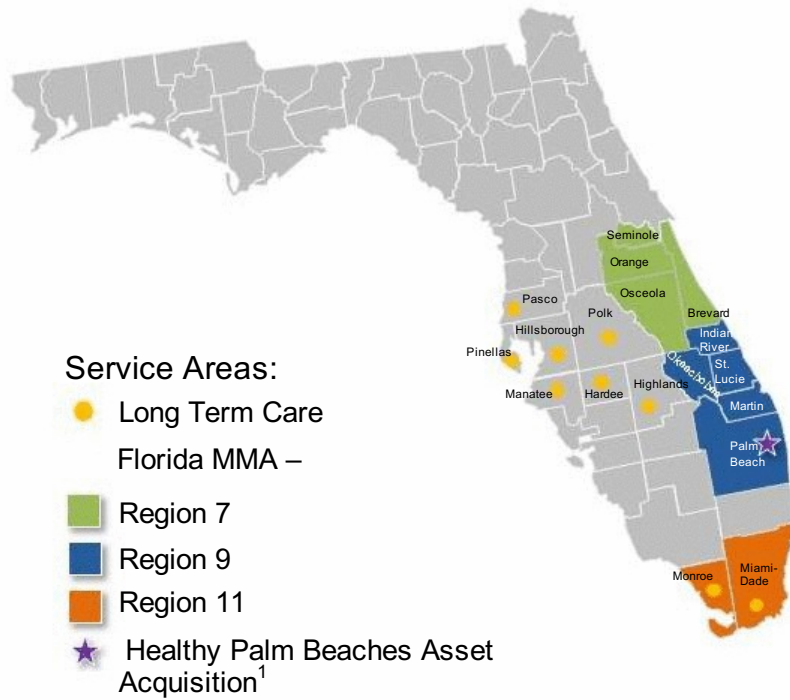 Seminole
Orange
Osceola
Brevard
Pasco
Polk
Hillsborough
Indian
River
Pinellas
Okeechobee
St.
Lucie
Manatee
Hardee
Highlands
Martin
Palm
Beach
Service Areas:
Long Term Care
Florida MMA –
Region 7
Region 9
Region 11
Monroe
Miami-
Dade
Healthy Palm Beaches Asset
Acquisition1